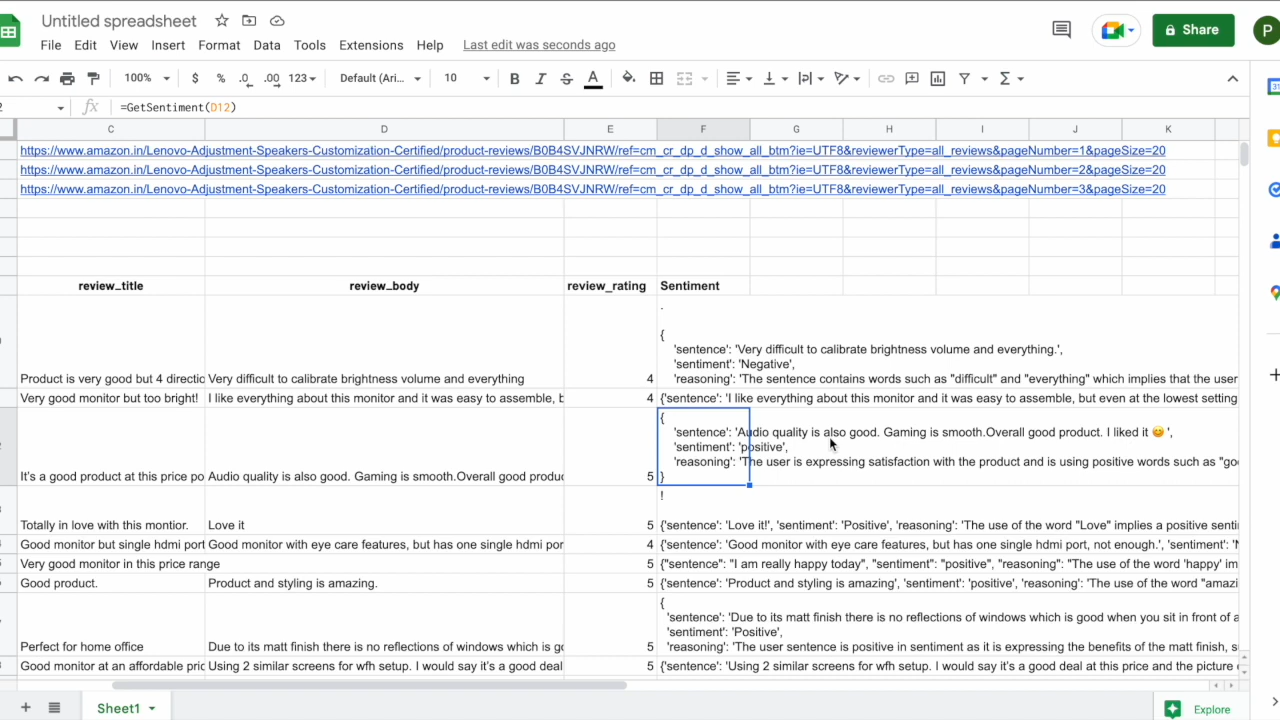 Untitled spreadsheet
File Edit View Insert Format Data Tools Extensions Help Last edit was seconds ago
Share
P
100% $ % .0 .00 123 Default (Ari... 10 B I S A
fx =GetSentiment(D12)
C D E F G H I J K
https://www.amazon.in/Lenovo-Adjustment-Speakers-Customization-Certified/product-reviews/B0B4SVJNRW/ref=cm_cr_dp_d_show_all_btm?ie=UTF8&reviewerType=all_reviews&pageNumber=1&pageSize=20
https://www.amazon.in/Lenovo-Adjustment-Speakers-Customization-Certified/product-reviews/B0B4SVJNRW/ref=cm_cr_dp_d_show_all_btm?ie=UTF8&reviewerType=all_reviews&pageNumber=2&pageSize=20
https://www.amazon.in/Lenovo-Adjustment-Speakers-Customization-Certified/product-reviews/B0B4SVJNRW/ref=cm_cr_dp_d_show_all_btm?ie=UTF8&reviewerType=all_reviews&pageNumber=3&pageSize=20
review_title review_body review_rating Sentiment
.
{
'sentence': 'Very difficult to calibrate brightness volume and everything.',
'sentiment': 'Negative',
Product is very good but 4 directio Very difficult to calibrate brightness volume and everything 4 'reasoning': 'The sentence contains words such as "difficult" and "everything" which implies that the user
Very good monitor but too bright! I like everything about this monitor and it was easy to assemble, b 4 {'sentence': 'I like everything about this monitor and it was easy to assemble, but even at the lowest setting
{
'sentence': 'Audio quality is also good. Gaming is smooth.Overall good product. I liked it 😊 ',
'sentiment': 'positive',
'reasoning': 'The user is expressing satisfaction with the product and is using positive words such as "go
It's a good product at this price po Audio quality is also good. Gaming is smooth.Overall good produc 5 }
!
Totally in love with this montior. Love it 5 {'sentence': 'Love it!', 'sentiment': 'Positive', 'reasoning': 'The use of the word "Love" implies a positive senti
Good monitor but single hdmi port Good monitor with eye care features, but has one single hdmi por 4 {'sentence': 'Good monitor with eye care features, but has one single hdmi port, not enough.', 'sentiment': 'N
Very good monitor in this price range 5 {"sentence": "I am really happy today", "sentiment": "positive", "reasoning": "The use of the word 'happy' im
Good product. Product and styling is amazing. 5 {'sentence': 'Product and styling is amazing', 'sentiment': 'positive', 'reasoning': 'The use of the word "amazi
{
'sentence': 'Due to its matt finish there is no reflections of windows which is good when you sit in front of a
'sentiment': 'Positive',
Perfect for home office Due to its matt finish there is no reflections of windows which is go 5 'reasoning': 'The user sentence is positive in sentiment as it is expressing the benefits of the matt finish, s
Good monitor at an affordable pric Using 2 similar screens for wfh setup. I would say it's a good deal 5 {'sentence': 'Using 2 similar screens for wfh setup. I would say it's a good deal at this price and the picture
Sheet1
Explore